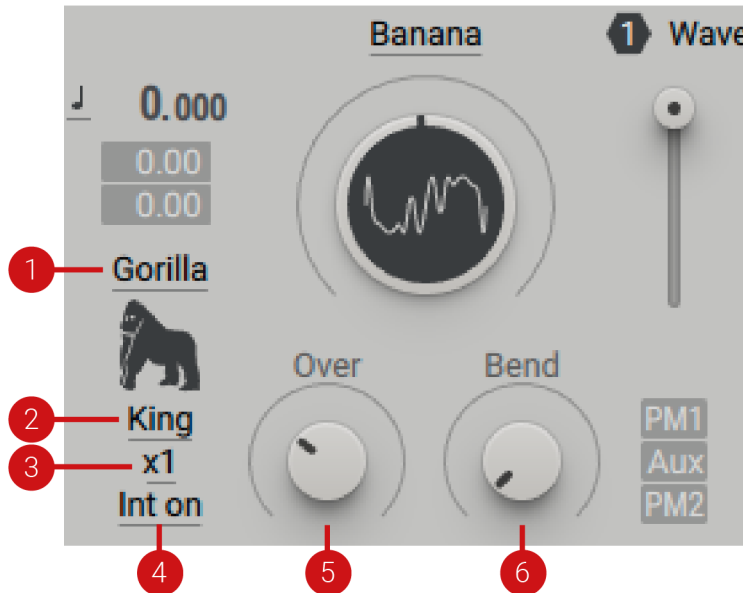 Banana
1 Wave
0.000
0.00
0.00
1 Gorilla
Over
Bend
2 King
3 x1
Int on
PM1
Aux
PM2
4
5
6